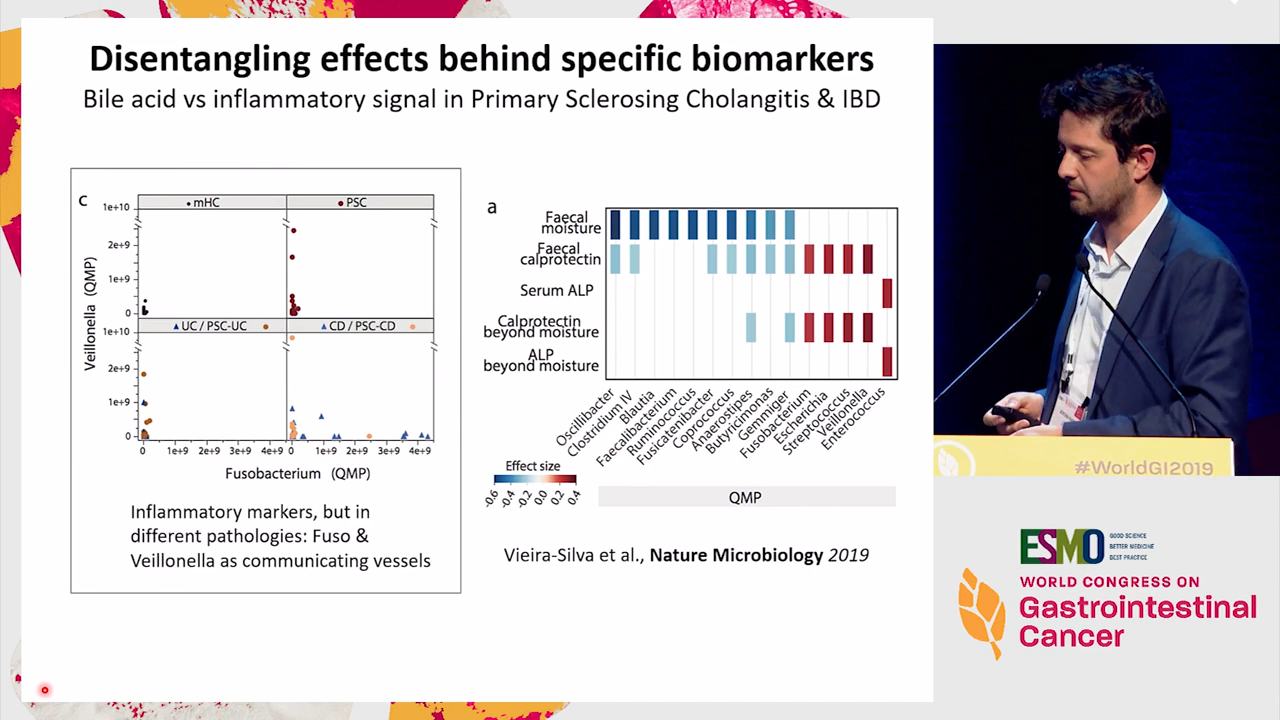 Disentangling effects behind specific biomarkers
Bile acid vs inflammatory signal in Primary Sclerosing Cholangitis & IBD
c
mHC
PSC
1e+10
2e+9
1e+9
0
UC / PSC-UC
CD / PSC-CD
1e+10
2e+9
1e+9
0
Veillonella (QMP)
0 1e+9 2e+9 3e+9 4e+9 0 1e+9 2e+9 3e+9 4e+9
Fusobacterium (QMP)
Inflammatory markers, but in
different pathologies: Fuso &
Veillonella as communicating vessels
a
Faecal
moisture
Faecal
calprotectin
Serum ALP
Calprotectin
beyond moisture
ALP
beyond moisture
Oscillibacter
Clostridium IV
Blautia
Faecalibacterium
Ruminococcus
Fusicatenibacter
Coprococcus
Anaerostipes
Butyricimonas
Gemmiger
Fusobacterium
Escherichia
Streptococcus
Veillonella
Enterococcus
Effect size
-0.6 -0.4 -0.2 0.0 0.2 0.4
QMP
Vieira-Silva et al., Nature Microbiology 2019
#WorldGI2019
ESMO
GOOD SCIENCE
BETTER MEDICINE
BEST PRACTICE
WORLD CONGRESS ON
Gastrointestinal
Cancer